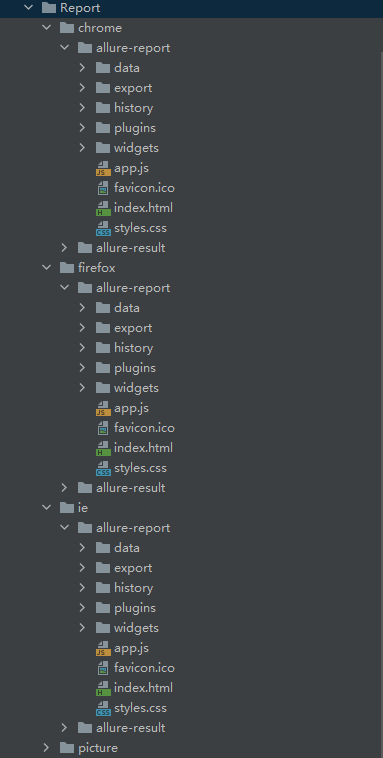 Report
chrome
allure-report
data
export
history
plugins
widgets
app.js
favicon.ico
index.html
styles.css
allure-result
firefox
allure-report
data
export
history
plugins
widgets
app.js
favicon.ico
index.html
styles.css
allure-result
ie
allure-report
data
export
history
plugins
widgets
app.js
favicon.ico
index.html
styles.css
allure-result
picture